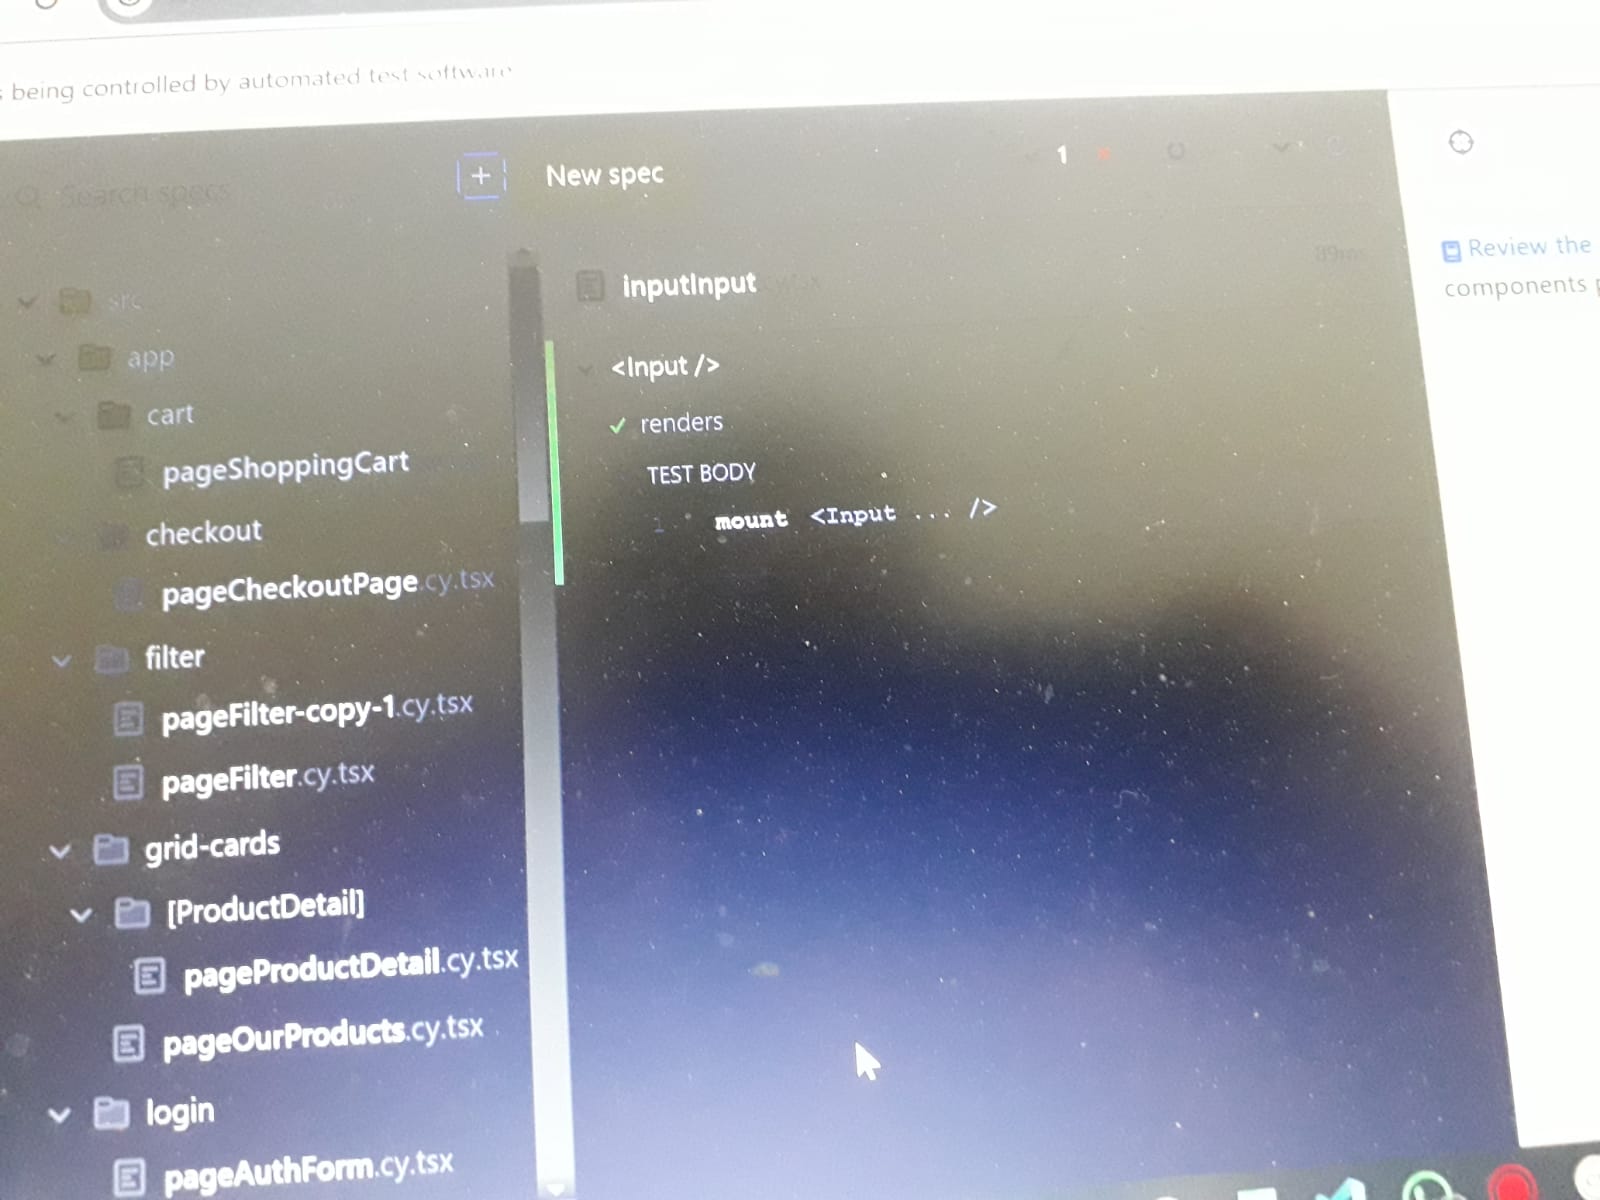 being controlled by automated test software
Search specs
New spec
1
src
app
cart
pageShoppingCart
checkout
pageCheckoutPage.cy.tsx
filter
pageFilter-copy-1.cy.tsx
pageFilter.cy.tsx
grid-cards
[ProductDetail]
pageProductDetail.cy.tsx
pageOurProducts.cy.tsx
login
pageAuthForm.cy.tsx
inputInput
<Input />
renders
TEST BODY
1
mount <Input ... />
Review the
components